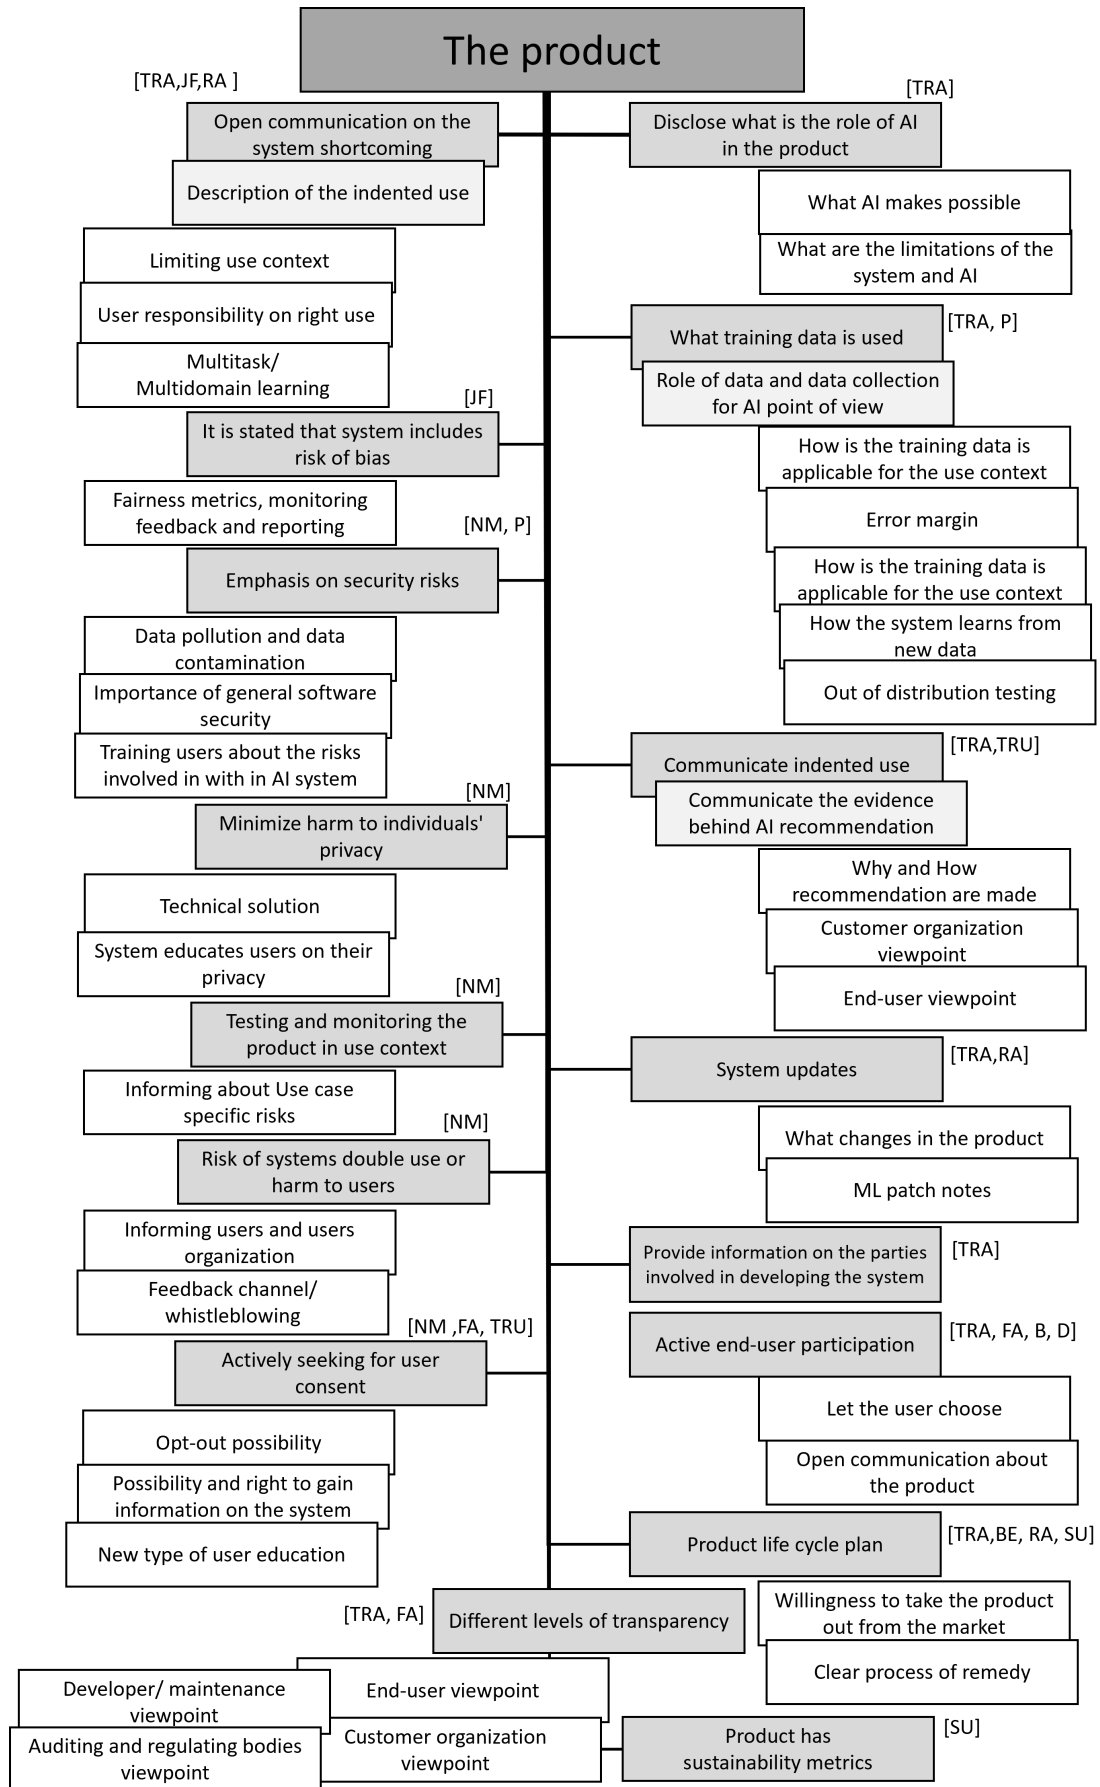 The product
[TRA,JF,RA ]
Open communication on the
system shortcoming
Description of the indented use
Limiting use context
User responsibility on right use
Multitask/
Multidomain learning
[JF]
It is stated that system includes
risk of bias
Fairness metrics, monitoring
feedback and reporting
[NM, P]
Emphasis on security risks
Data pollution and data
contamination
Importance of general software
security
Training users about the risks
involved in with in AI system
[NM]
Minimize harm to individuals'
privacy
Technical solution
System educates users on their
privacy
[NM]
Testing and monitoring the
product in use context
Informing about Use case
specific risks
[NM]
Risk of systems double use or
harm to users
Informing users and users
organization
Feedback channel/
whistleblowing
[NM ,FA, TRU]
Actively seeking for user
consent
Opt-out possibility
Possibility and right to gain
information on the system
New type of user education
[TRA]
Disclose what is the role of AI
in the product
What AI makes possible
What are the limitations of the
system and AI
[TRA, P]
What training data is used
Role of data and data collection
for AI point of view
How is the training data is
applicable for the use context
Error margin
How is the training data is
applicable for the use context
How the system learns from
new data
Out of distribution testing
[TRA,TRU]
Communicate indented use
Communicate the evidence
behind AI recommendation
Why and How
recommendation are made
Customer organization
viewpoint
End-user viewpoint
[TRA,RA]
System updates
What changes in the product
ML patch notes
[TRA]
Provide information on the parties
involved in developing the system
[TRA, FA, B, D]
Active end-user participation
Let the user choose
Open communication about
the product
[TRA,BE, RA, SU]
Product life cycle plan
Willingness to take the product
out from the market
Clear process of remedy
[TRA, FA]
Different levels of transparency
End-user viewpoint
Developer/ maintenance
viewpoint
Customer organization
viewpoint
Auditing and regulating bodies
viewpoint
[SU]
Product has
sustainability metrics